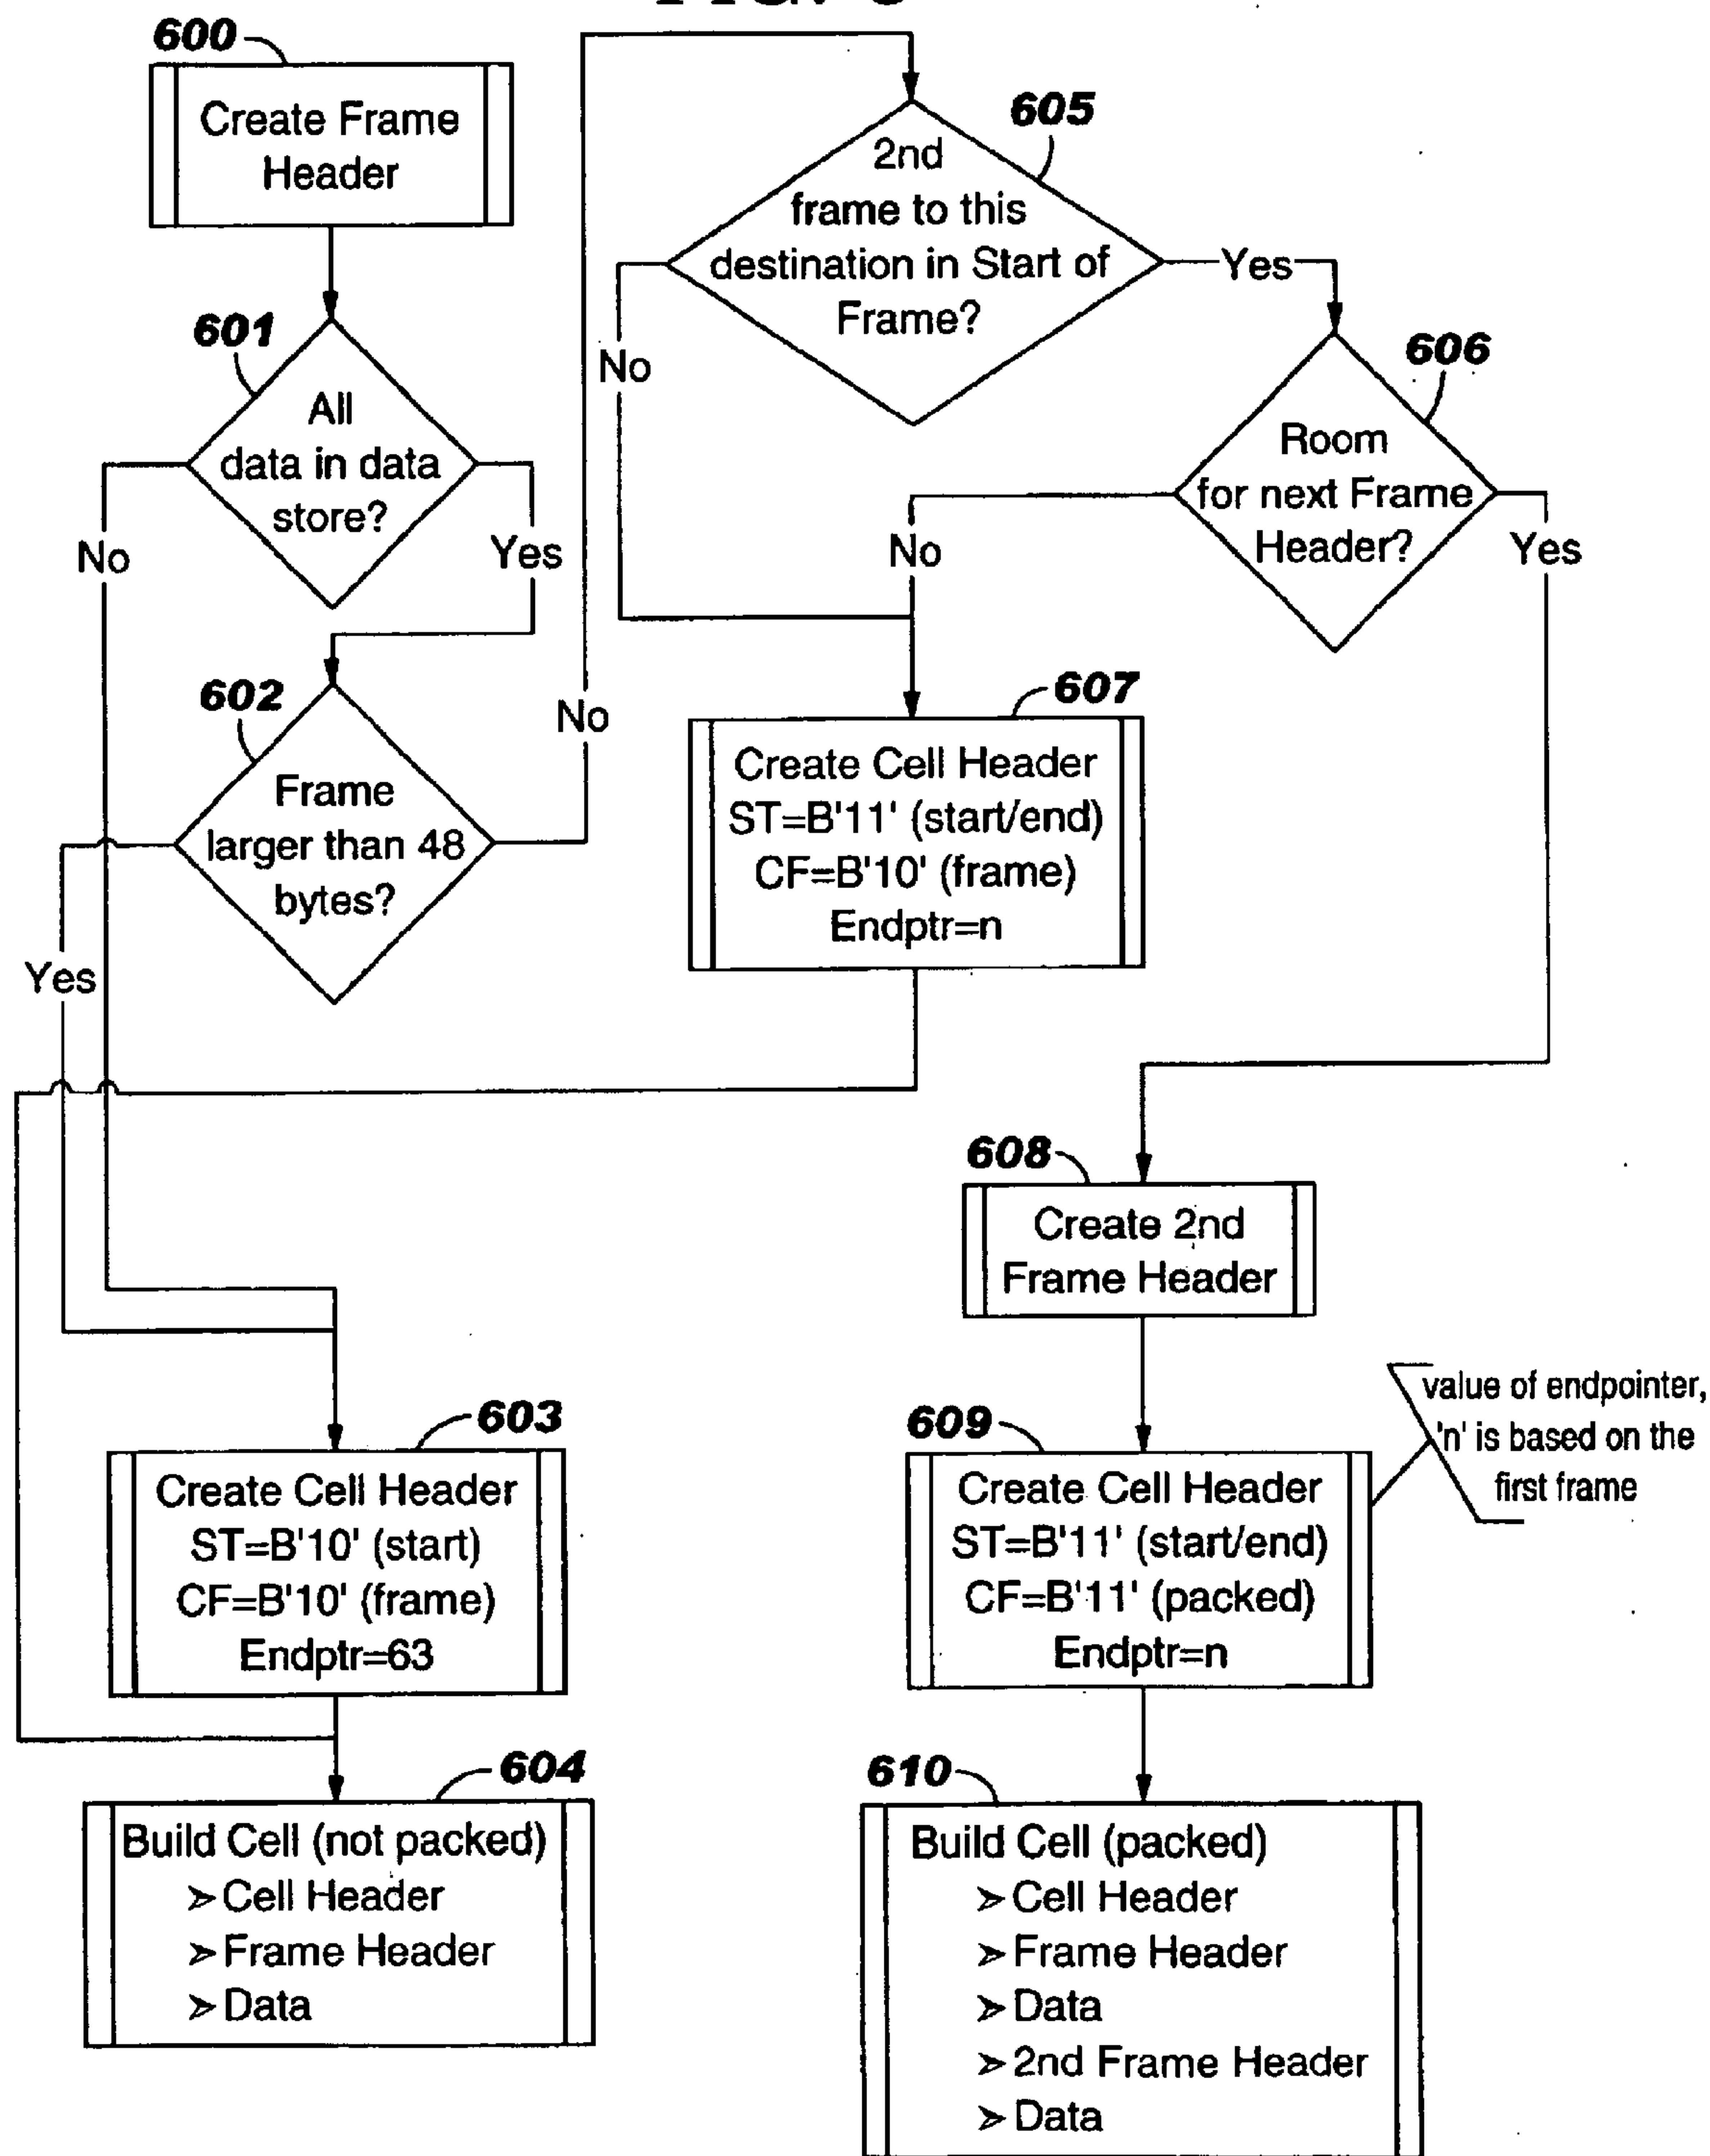 600
Create Frame
Header
601
All
data in data
store?
No
Yes
602
Frame
larger than 48
bytes?
No
Yes
605
2nd
frame to this
destination in Start of
Frame?
No
Yes
606
Room
for next Frame
Header?
No
Yes
607
Create Cell Header
ST=B'11' (start/end)
CF=B'10' (frame)
Endptr=n
608
Create 2nd
Frame Header
603
Create Cell Header
ST=B'10' (start)
CF=B'10' (frame)
Endptr=63
609
Create Cell Header
ST=B'11' (start/end)
CF=B'11' (packed)
Endptr=n
value of endpointer,
'n' is based on the
first frame
604
Build Cell (not packed)
➢Cell Header
➢Frame Header
➢Data
610
Build Cell (packed)
➢Cell Header
➢Frame Header
➢Data
➢2nd Frame Header
➢Data